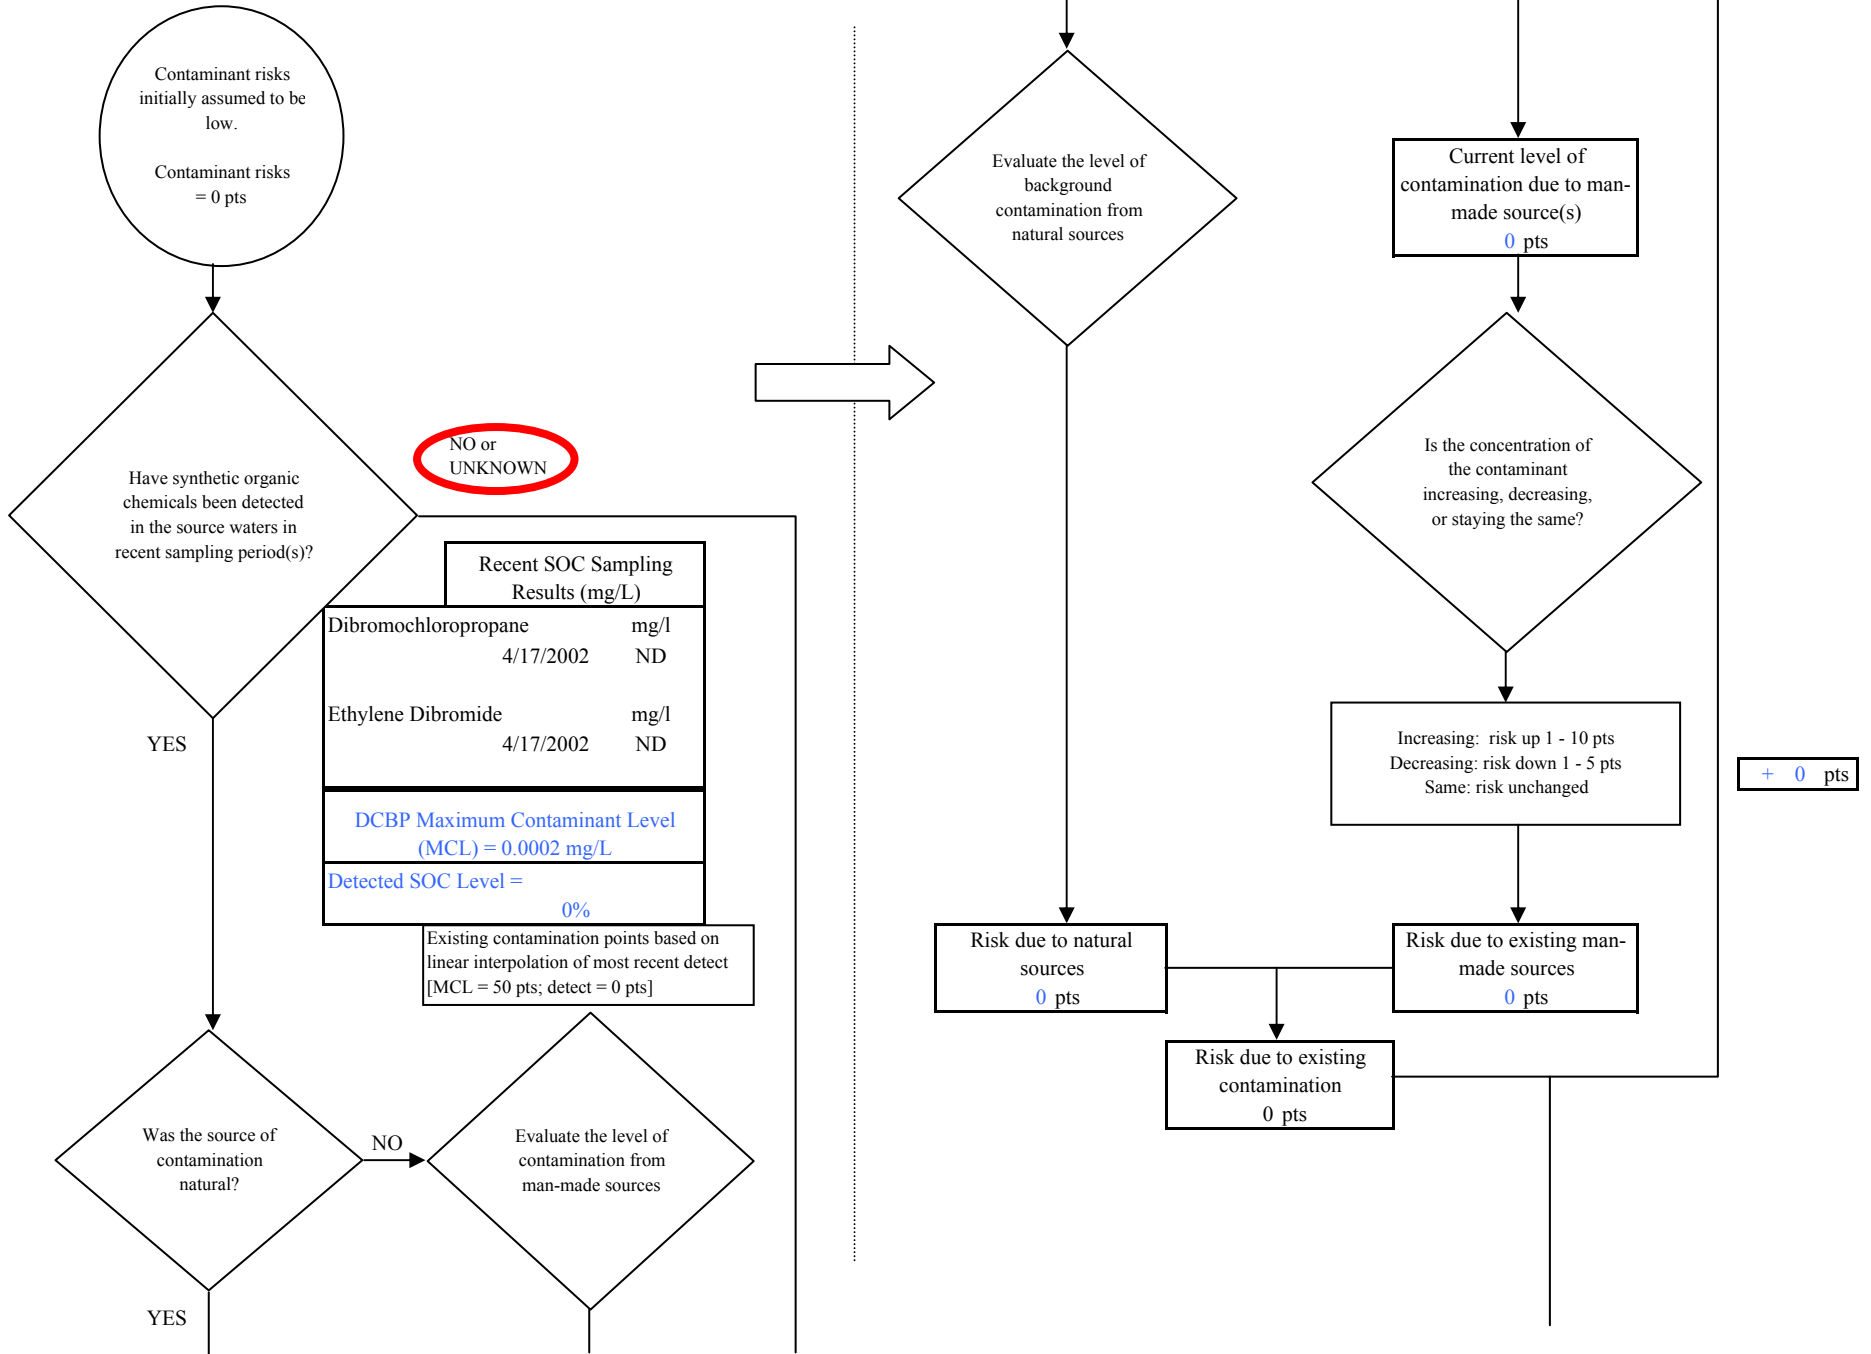 Contaminant risks
initially assumed to be
low.
Contaminant risks
= 0 pts
Have synthetic organic
chemicals been detected
in the source waters in
recent sampling period(s)?
NO or
UNKNOWN
YES
Recent SOC Sampling
Results (mg/L)
Dibromochloropropane mg/l
4/17/2002 ND
Ethylene Dibromide mg/l
4/17/2002 ND
DCBP Maximum Contaminant Level
(MCL) = 0.0002 mg/L
Detected SOC Level =
0%
Existing contamination points based on
linear interpolation of most recent detect
[MCL = 50 pts; detect = 0 pts]
Was the source of
contamination
natural?
NO
YES
Evaluate the level of
contamination from
man-made sources
Evaluate the level of
background
contamination from
natural sources
Current level of
contamination due to man-
made source(s)
0 pts
Is the concentration of
the contaminant
increasing, decreasing,
or staying the same?
Increasing: risk up 1 - 10 pts
Decreasing: risk down 1 - 5 pts
Same: risk unchanged
+ 0 pts
Risk due to natural
sources
0 pts
Risk due to existing man-
made sources
0 pts
Risk due to existing
contamination
0 pts